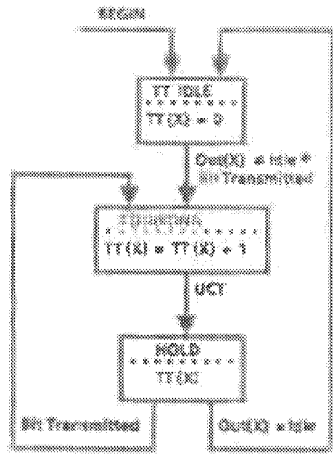 BEGIN
TT IDLE
TT(X) = 0
Out(X) ≠ Idle *
Bit Transmitted
COUNTING
TT(X) = TT(X) + 1
UCT
HOLD
TT(X)
Bit Transmitted
Out(X) = Idle